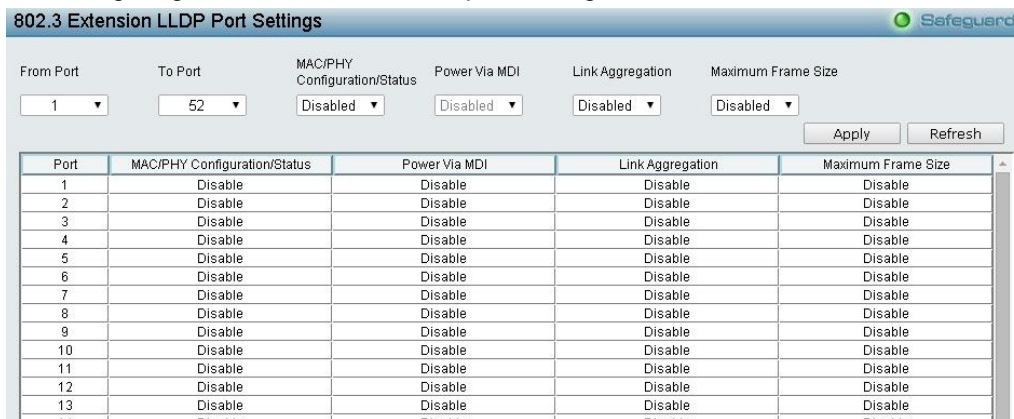 802.3 Extension LLDP Port Settings
Safeguard
From Port To Port MAC/PHY Configuration/Status Power Via MDI Link Aggregation Maximum Frame Size
1 52 Disabled Disabled Disabled Disabled
Apply Refresh
Port MAC/PHY Configuration/Status Power Via MDI Link Aggregation Maximum Frame Size
1 Disable Disable Disable Disable
2 Disable Disable Disable Disable
3 Disable Disable Disable Disable
4 Disable Disable Disable Disable
5 Disable Disable Disable Disable
6 Disable Disable Disable Disable
7 Disable Disable Disable Disable
8 Disable Disable Disable Disable
9 Disable Disable Disable Disable
10 Disable Disable Disable Disable
11 Disable Disable Disable Disable
12 Disable Disable Disable Disable
13 Disable Disable Disable Disable